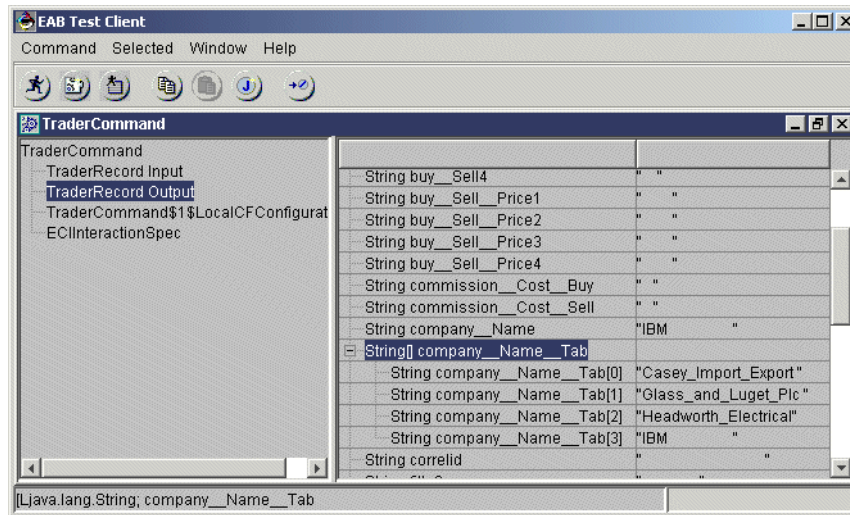 EAB Test Client
Command Selected Window Help
TraderCommand
TraderCommand
TraderRecord Input
TraderRecord Output
TraderCommand$1$LocalCFConfigurat
ECIInteractionSpec
String buy__Sell4 " "
String buy__Sell__Price1 " "
String buy__Sell__Price2 " "
String buy__Sell__Price3 " "
String buy__Sell__Price4 " "
String commission__Cost__Buy " "
String commission__Cost__Sell " "
String company__Name "IBM "
String[] company__Name__Tab
String company__Name__Tab[0] "Casey_Import_Export"
String company__Name__Tab[1] "Glass_and_Luget_Plc"
String company__Name__Tab[2] "Headworth_Electrical"
String company__Name__Tab[3] "IBM "
String correlid " "
[Ljava.lang.String; company__Name__Tab